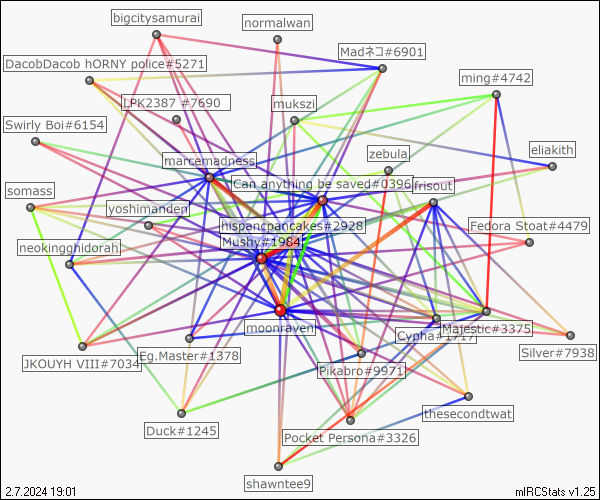 bigcitysamurai
normalwan
Madネコ#6901
DacobDacob hORNY police#5271
ming#4742
LPK2387 #7690
mukszi
Swirly Boi#6154
zebula
eliakith
marcemadness
Can anything be saved#0396
frisout
somass
yoshimanden
hispancpancakes#2928
Fedora Stoat#4479
neokingghidorah
Mushy#1984
moonraven
Cypha#1717
Majestic#3375
JKOUYH VIII#7034
Eg.Master#1378
Pikabro#9971
Silver#7938
thesecondtwat
Duck#1245
Pocket Persona#3326
shawntee9
2.7.2024 19:01
mIRCStats v1.25